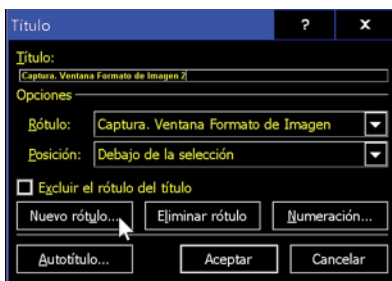 Título ? x
Título:
Captura. Ventana Formato de Imagen 2
Opciones
Rótulo: Captura. Ventana Formato de Imagen
Posición: Debajo de la selección
Excluir el rótulo del título
Nuevo rótulo... Eliminar rótulo Numeración...
Autotítulo... Aceptar Cancelar